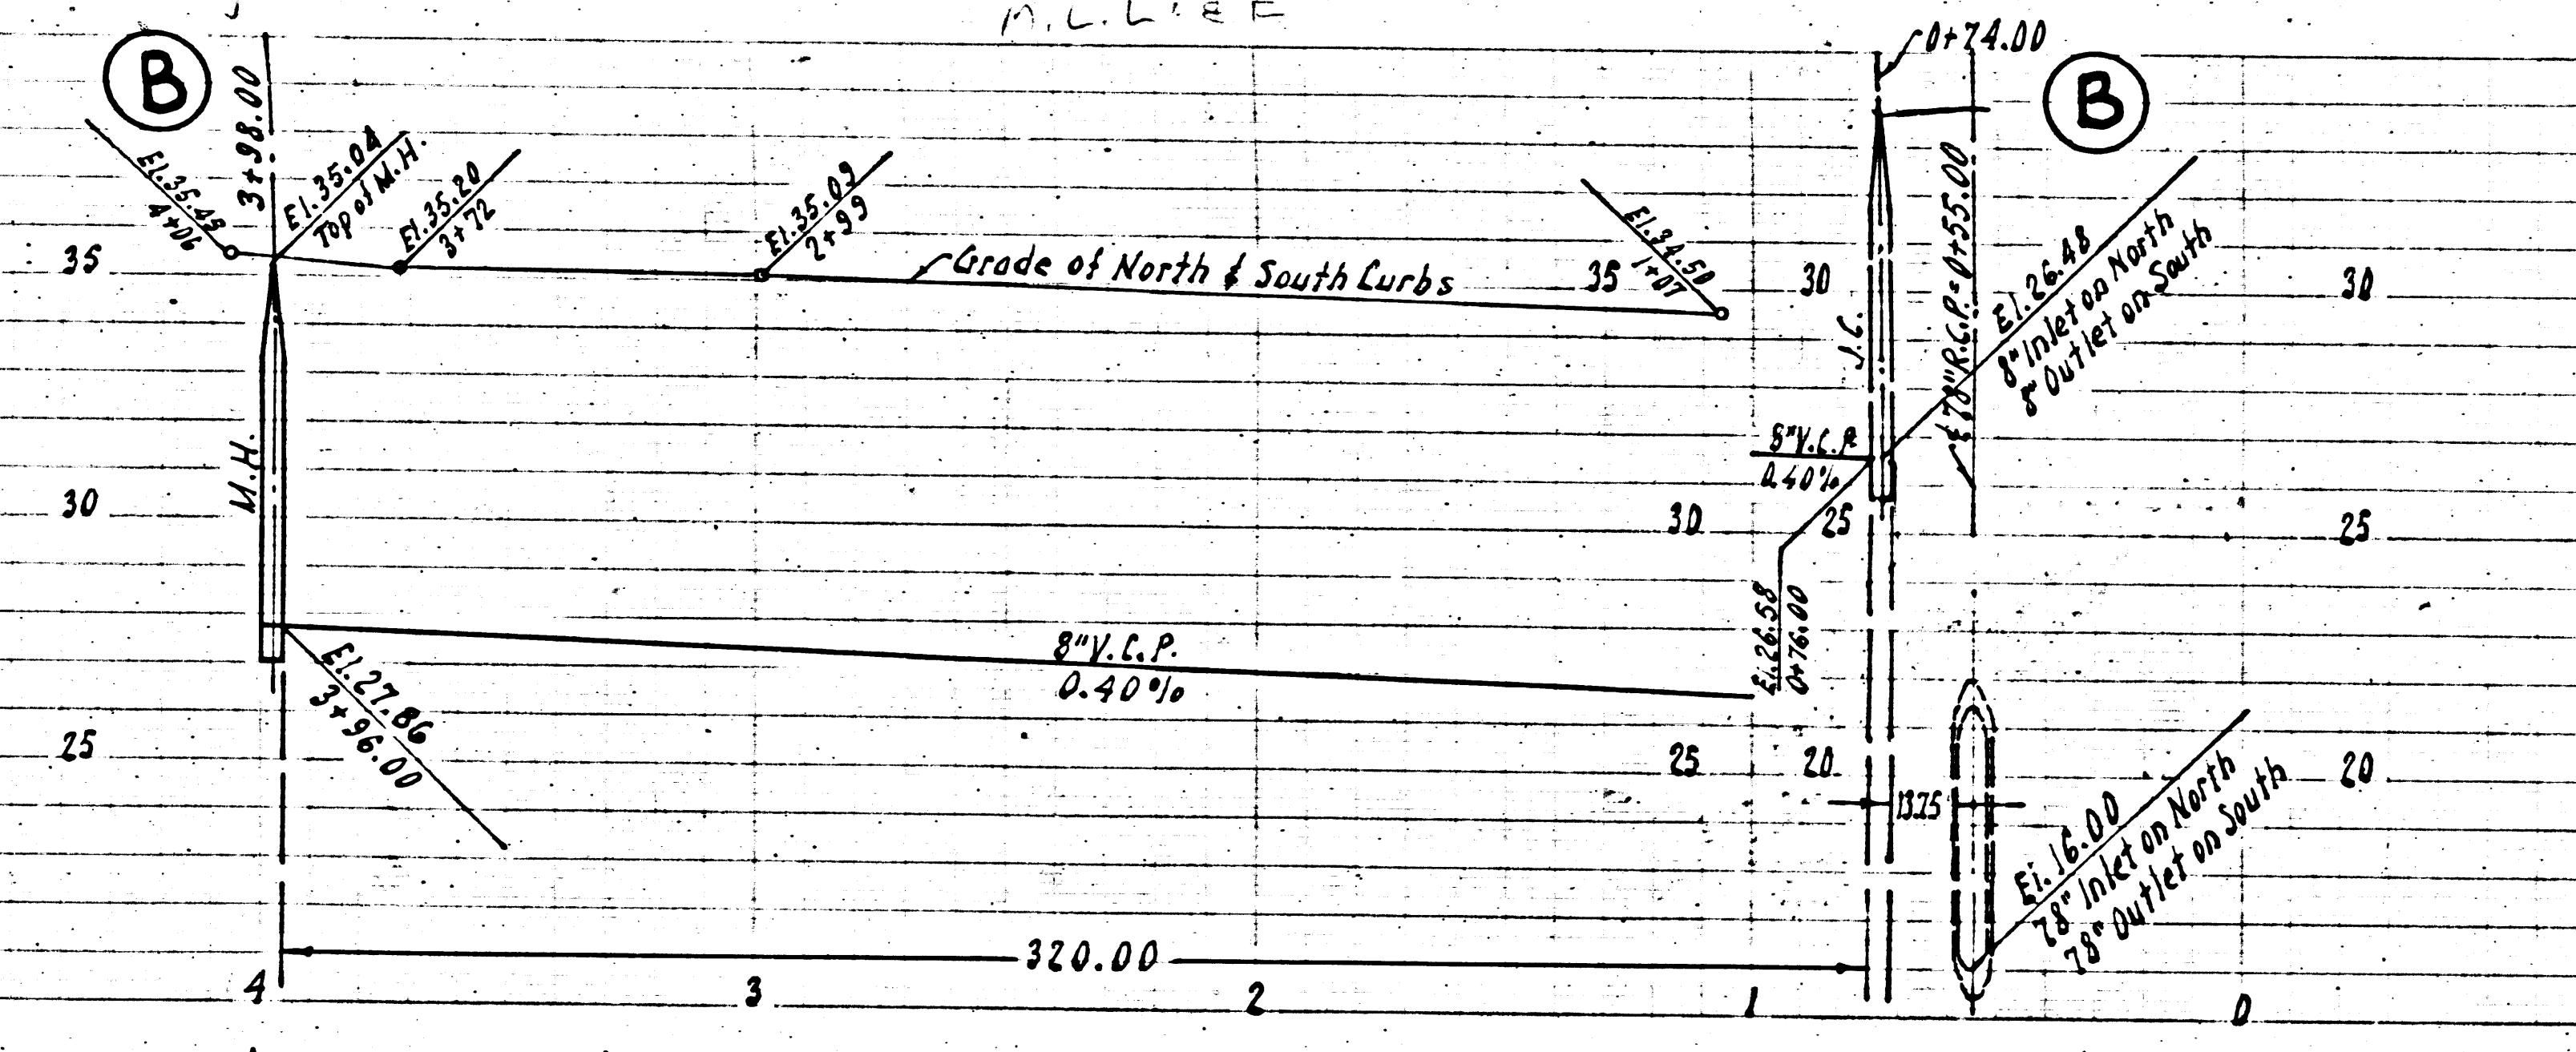 M.L.LIEF
B
3+98.00
El.35.49
4+06
El.35.04
Top of M.H.
El.35.20
3+72
El.35.09
2+99
Grade of North & South Curbs
El.34.50
1+07
0+74.00
B
35
35
30
30
M.H.
J.C.
₵ 78"R.C.P.=0+55.00
El.26.48
8" Inlet on North
8" Outlet on South
8"V.C.P.
0.40%
30
30
25
25
El.26.58
0+76.00
8"V.C.P.
0.40%
El.27.86
3+96.00
25
25
20
20
13.75
El.16.00
78" Inlet on North
78" Outlet on South
320.00
4
3
2
1
0